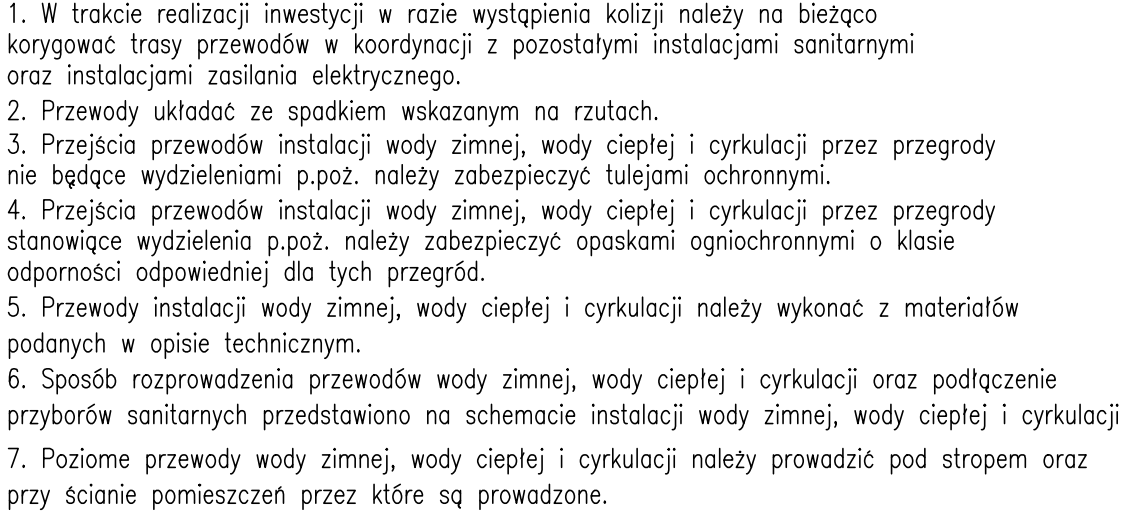 1. W trakcie realizacji inwestycji w razie wystąpienia kolizji należy na bieżąco
korygować trasy przewodów w koordynacji z pozostałymi instalacjami sanitarnymi
oraz instalacjami zasilania elektrycznego.
2. Przewody układać ze spadkiem wskazanym na rzutach.
3. Przejścia przewodów instalacji wody zimnej, wody ciepłej i cyrkulacji przez przegrody
nie będące wydzieleniami p.poż. należy zabezpieczyć tulejami ochronnymi.
4. Przejścia przewodów instalacji wody zimnej, wody ciepłej i cyrkulacji przez przegrody
stanowiące wydzielenia p.poż. należy zabezpieczyć opaskami ogniochronnymi o klasie
odporności odpowiedniej dla tych przegród.
5. Przewody instalacji wody zimnej, wody ciepłej i cyrkulacji należy wykonać z materiałów
podanych w opisie technicznym.
6. Sposób rozprowadzenia przewodów wody zimnej, wody ciepłej i cyrkulacji oraz podłączenie
przyborów sanitarnych przedstawiono na schemacie instalacji wody zimnej, wody ciepłej i cyrkulacji
7. Poziome przewody wody zimnej, wody ciepłej i cyrkulacji należy prowadzić pod stropem oraz
przy ścianie pomieszczeń przez które są prowadzone.